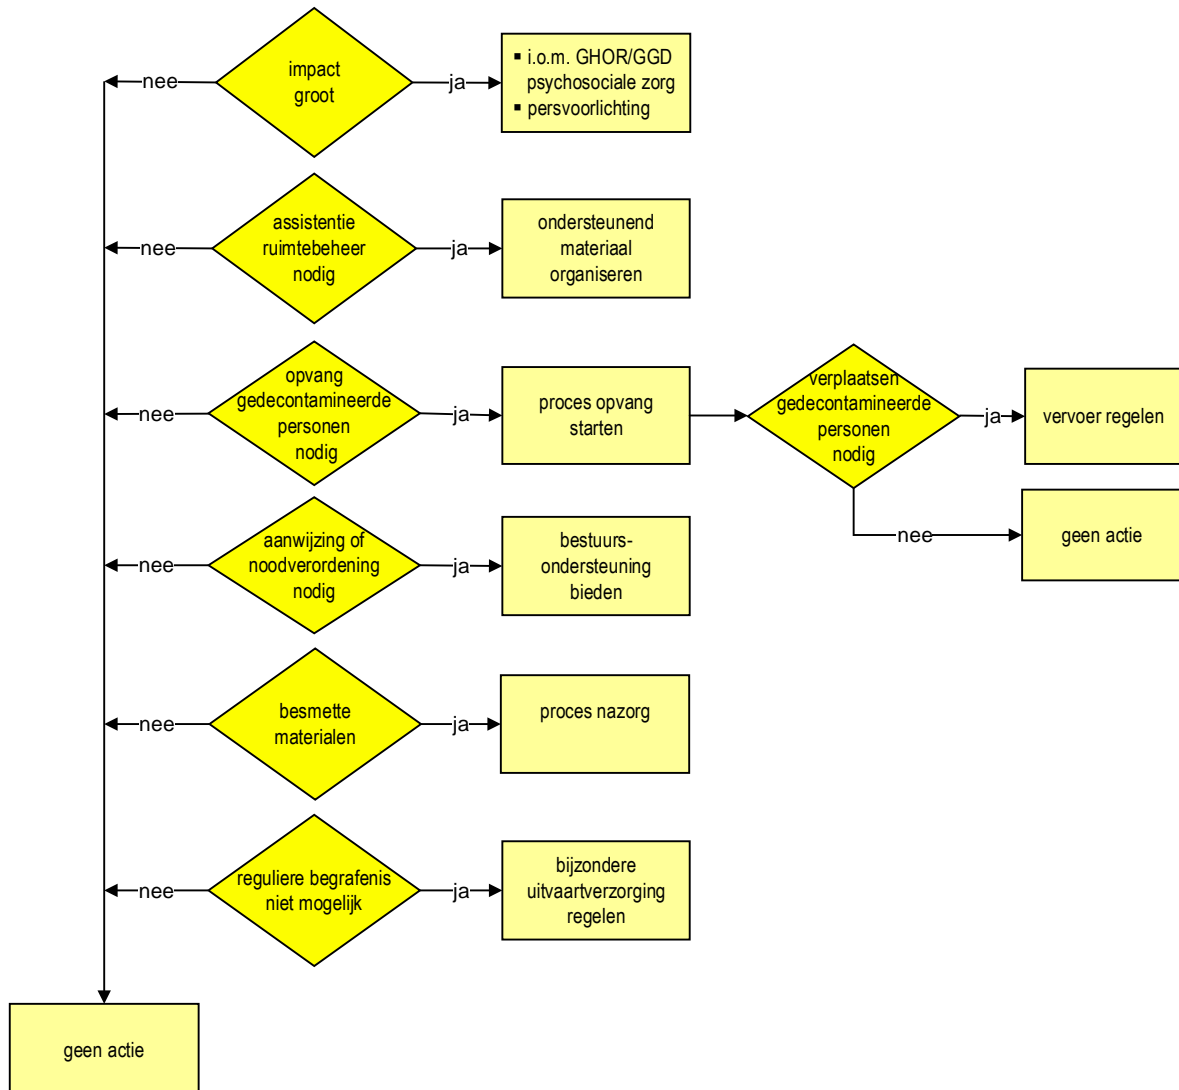 nee
impact
groot
ja
▪ i.o.m. GHOR/GGD
psychosociale zorg
▪ persvoorlichting
nee
assistentie
ruimtebeheer
nodig
ja
ondersteunend
materiaal
organiseren
nee
opvang
gedecontamineerde
personen
nodig
ja
proces opvang
starten
verplaatsen
gedecontamineerde
personen
nodig
ja
vervoer regelen
nee
geen actie
nee
aanwijzing of
noodverordening
nodig
ja
bestuurs-
ondersteuning
bieden
nee
besmette
materialen
ja
proces nazorg
nee
reguliere begrafenis
niet mogelijk
ja
bijzondere
uitvaartverzorging
regelen
geen actie